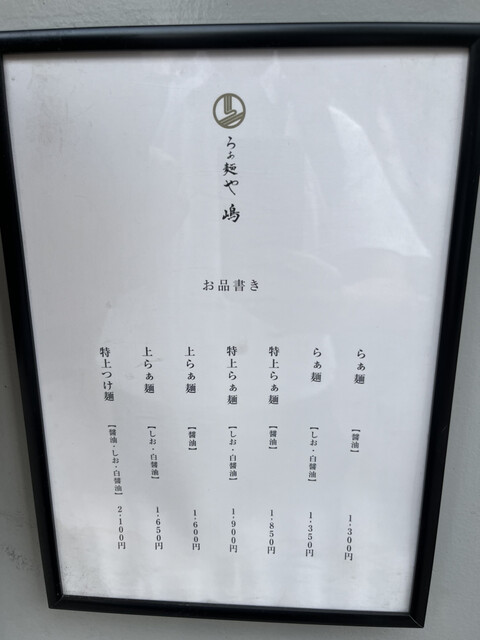 らぁ麺や 嶋
お品書き
らぁ麺 【醤油】 1,300円
らぁ麺 【しお・白醤油】 1,350円
特上らぁ麺 【醤油】 1,850円
特上らぁ麺 【しお・白醤油】 1,900円
上らぁ麺 【醤油】 1,600円
上らぁ麺 【しお・白醤油】 1,650円
特上つけ麺 【醤油・しお・白醤油】 2,100円